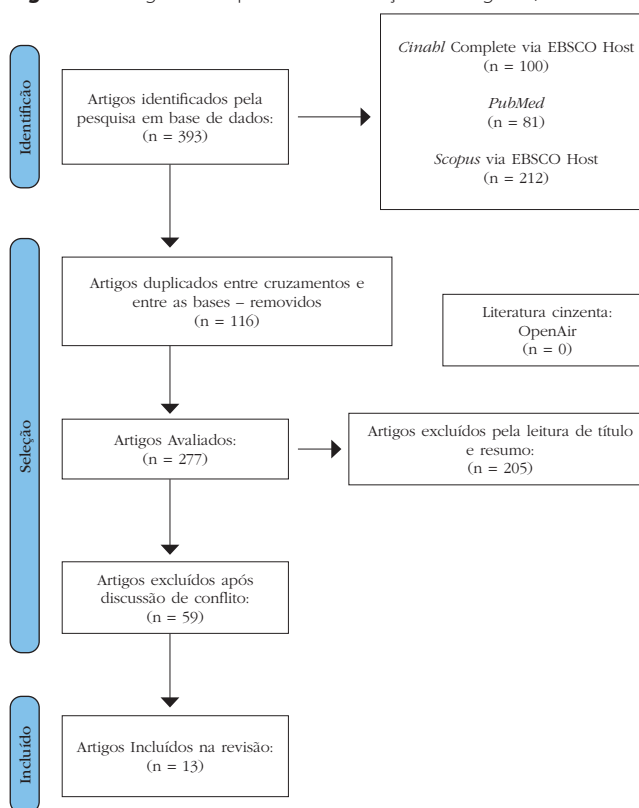 Identificão
Artigos identificados pela
pesquisa em base de dados:
(n = 393)
Cinahl Complete via EBSCO Host
(n = 100)
PubMed
(n = 81)
Scopus via EBSCO Host
(n = 212)
Seleção
Artigos duplicados entre cruzamentos e
entre as bases – removidos
(n = 116)
Literatura cinzenta:
OpenAir
(n = 0)
Artigos Avaliados:
(n = 277)
Artigos excluídos pela leitura de título
e resumo:
(n = 205)
Artigos excluídos após
discussão de conflito:
(n = 59)
Incluído
Artigos Incluídos na revisão:
(n = 13)